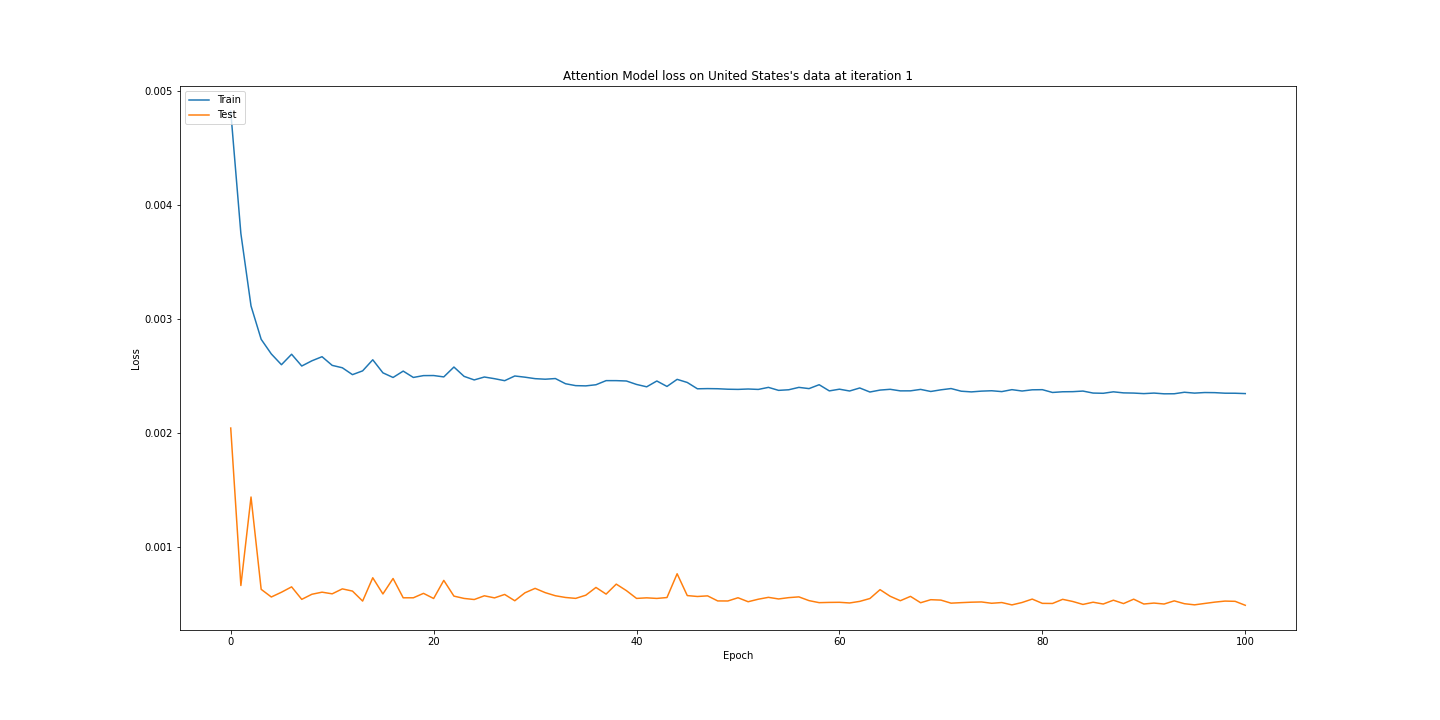 Attention Model loss on United States's data at iteration 1
0.005
Train
Test
0.004
0.003
Loss
0.002
0.001
0
20
40
60
80
100
Epoch